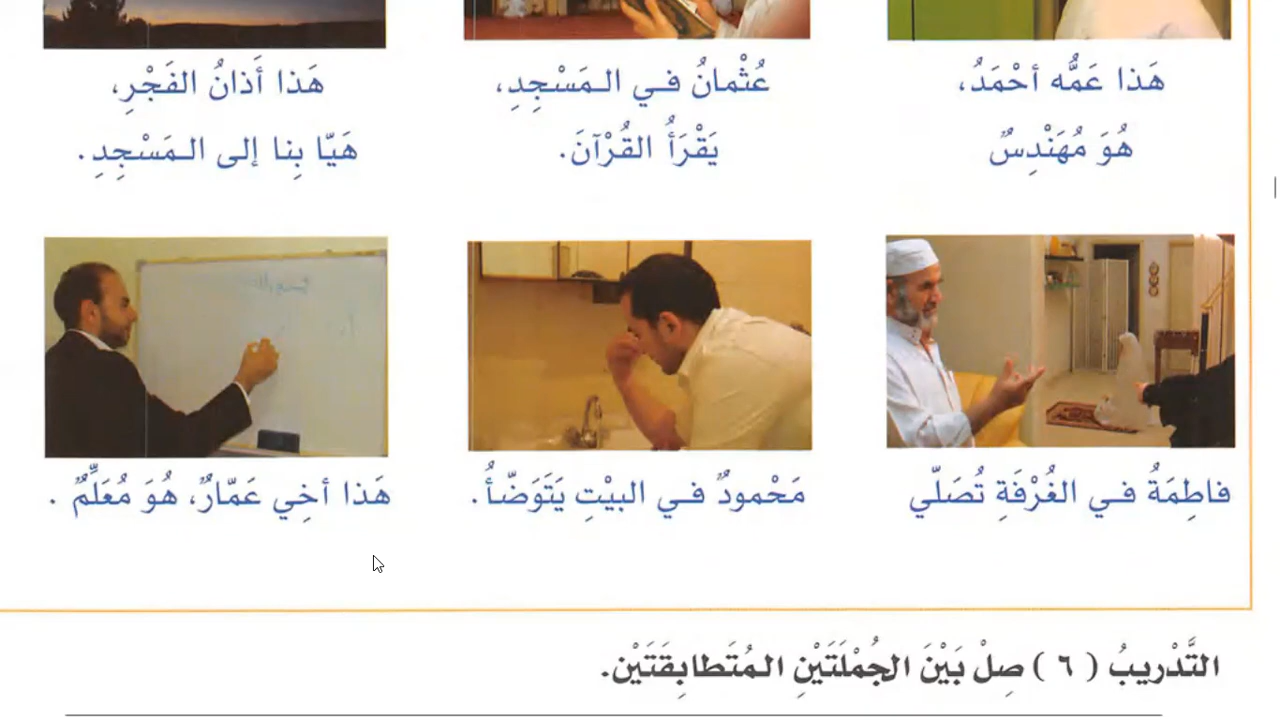 هَذا عَمُّه أحْمَدُ،
هُوَ مُهَنْدِسٌ
عُثْمانُ في المَسْجِدِ،
يَقْرَأُ القُرْآنَ.
هَذا أَذانُ الفَجْرِ،
هَيّا بِنا إلى المَسْجِدِ.
فاطِمَةُ في الغُرْفَةِ تُصَلّي
مَحْمودٌ في البيْتِ يَتَوَضّأُ.
هَذا أخِي عَمّارٌ، هُوَ مُعَلِّمٌ .
التَّدْريبُ ( ٦ ) صِلْ بَيْنَ الجُمْلَتَيْنِ المُتَطابِقَتَيْن.